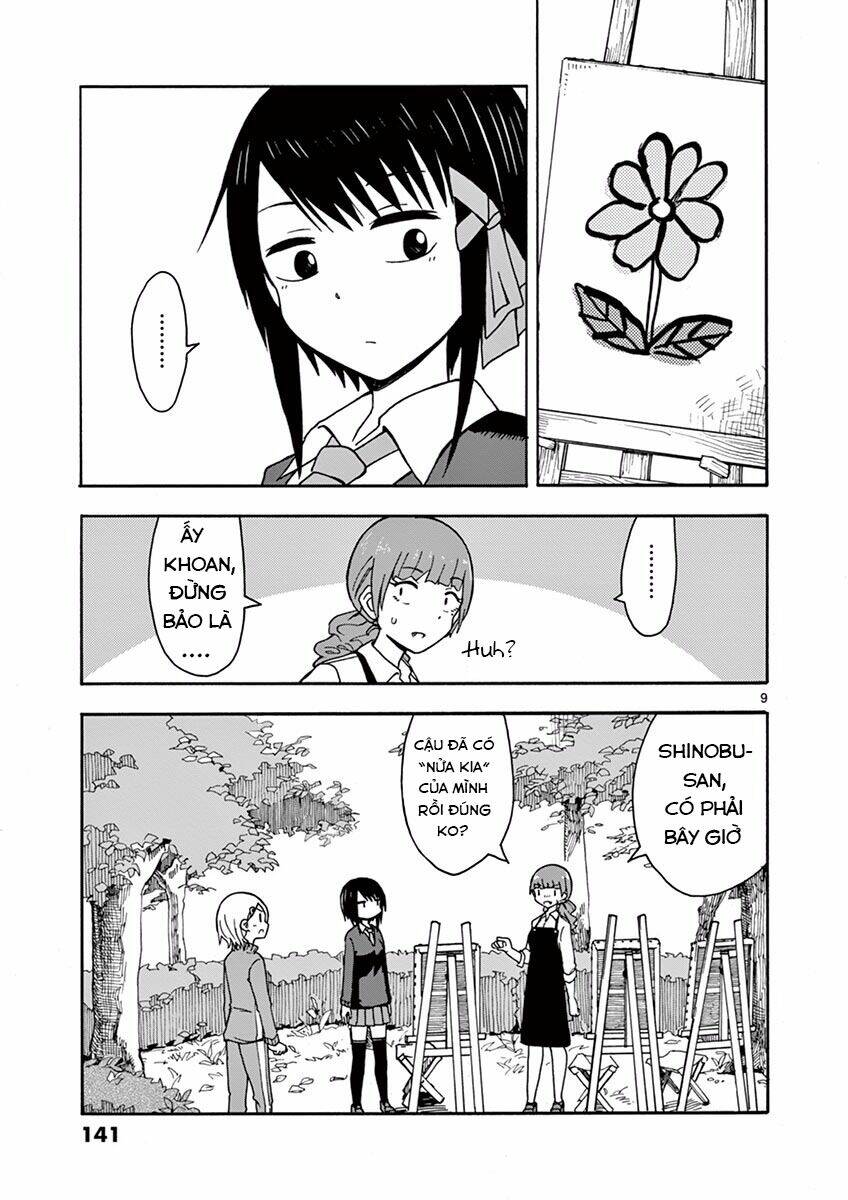 .........
.........
Huh?
ẤY
KHOAN,
ĐỪNG
BẢO LÀ
....
9
SHINOBU-
SAN,
CÓ PHẢI
BÂY GIỜ
CẬU ĐÃ CÓ
“NỬA KIA“
CỦA MÌNH
RỒI ĐÚNG
KO?
141